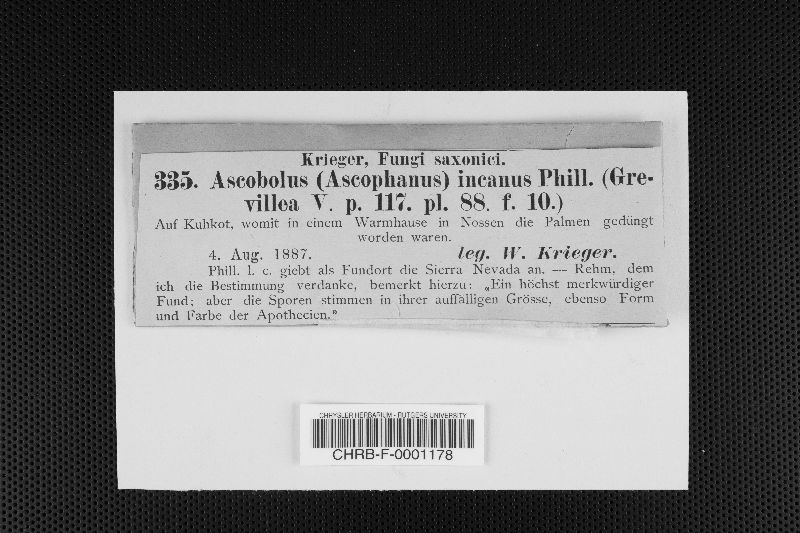 Krieger, Fungi saxonici.
335. Ascobolus (Ascophanus) incanus Phill. (Gre-
villea V. p. 117. pl. 88. f. 10.)
Auf Kuhkot, womit in einem Warmhause in Nossen die Palmen gedüngt
worden waren.
4. Aug. 1887. leg. W. Krieger.
Phill. l. c. giebt als Fundort die Sierra Nevada an. — Rehm, dem
ich die Bestimmung verdanke, bemerkt hierzu: „Ein höchst merkwürdiger
Fund; aber die Sporen stimmen in ihrer auffälligen Grösse, ebenso Form
und Farbe der Apothecien."
CHRYSLER HERBARIUM - RUTGERS UNIVERSITY
CHRB-F-0001178